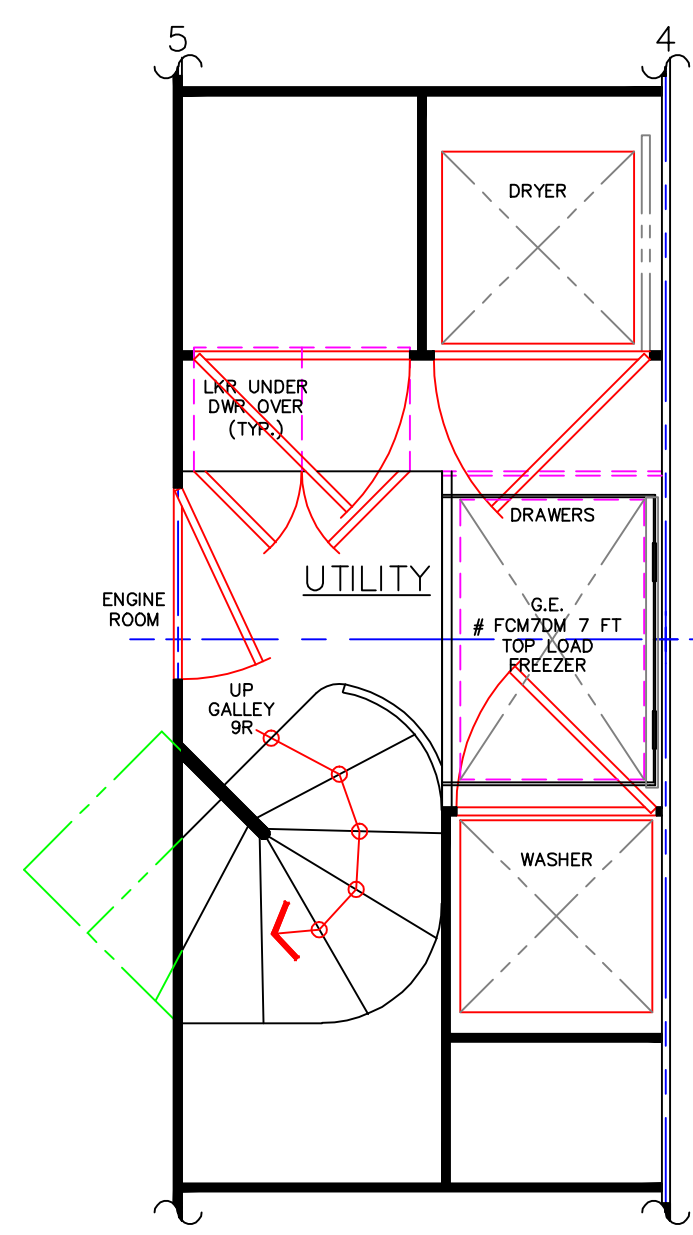 5
4
DRYER
LKR UNDER
DWR OVER
(TYP.)
DRAWERS
UTILITY
ENGINE
ROOM
G.E.
# FCM7DM 7 FT
TOP LOAD
FREEZER
UP
GALLEY
9R
WASHER